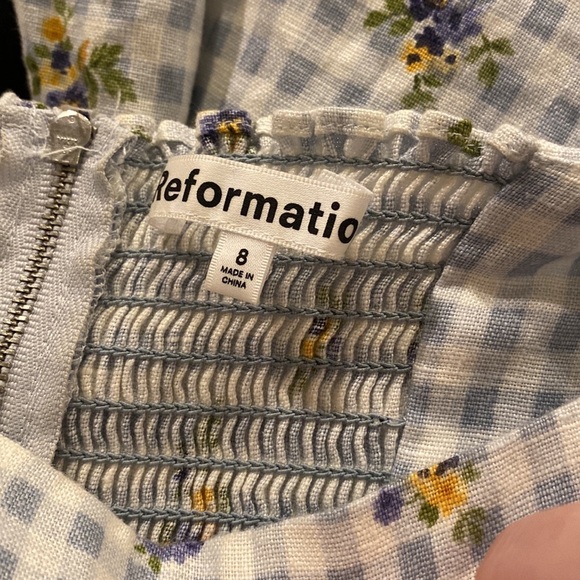 Reformatio
8
MADE IN
CHINA